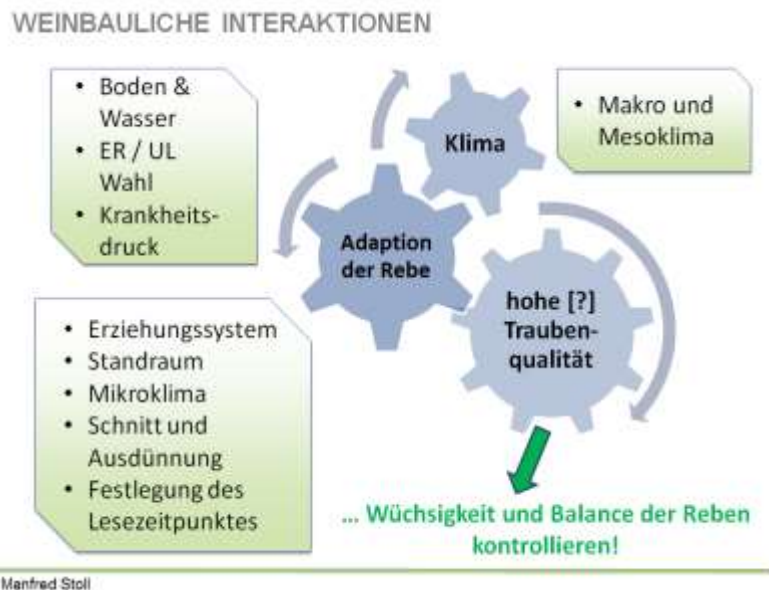 WEINBAULICHE INTERAKTIONEN
• Boden &
Wasser
• ER / UL
Wahl
• Krankheits-
druck
Klima
• Makro und
Mesoklima
Adaption
der Rebe
hohe [?]
Trauben-
qualität
• Erziehungssystem
• Standraum
• Mikroklima
• Schnitt und
Ausdünnung
• Festlegung des
Lesezeitpunktes
... Wüchsigkeit und Balance der Reben
kontrollieren!
Manfred Stoll